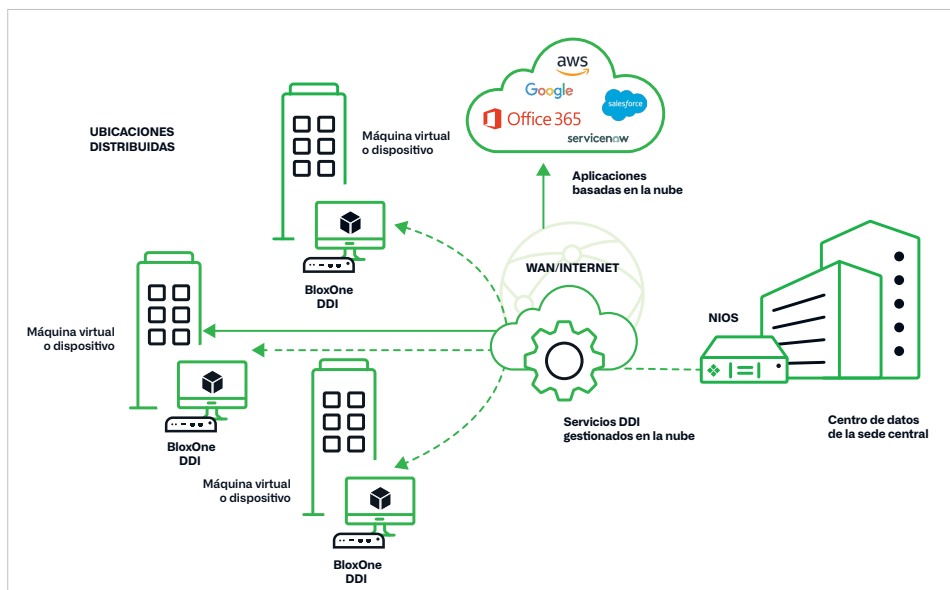 UBICACIONES
DISTRIBUIDAS
Máquina virtual
o dispositivo
BloxOne
DDI
aws
Google
salesforce
Office 365
servicenow
Aplicaciones
basadas en la nube
WAN/INTERNET
NIOS
Máquina virtual
o dispositivo
BloxOne
DDI
Servicios DDI
gestionados en la nube
Centro de datos
de la sede central
Máquina virtual
o dispositivo
BloxOne
DDI